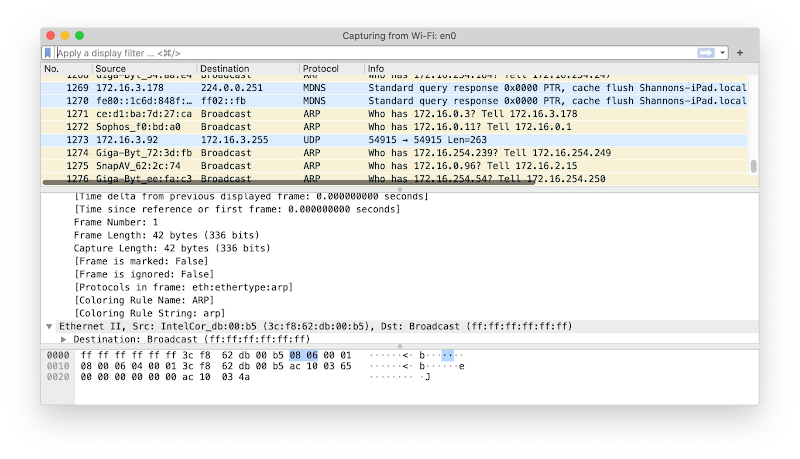 Capturing from Wi-Fi: en0
Apply a display filter ... <⌘/>
+
No. Source Destination Protocol Info
1268 Giga-Byt_54:aa:e4 Broadcast ARP Who has 172.16.254.184? Tell 172.16.254.247
1269 172.16.3.178 224.0.0.251 MDNS Standard query response 0x0000 PTR, cache flush Shannons-iPad.local
1270 fe80::1c6d:848f:… ff02::fb MDNS Standard query response 0x0000 PTR, cache flush Shannons-iPad.local
1271 ce:d1:ba:7d:27:ca Broadcast ARP Who has 172.16.0.3? Tell 172.16.3.178
1272 Sophos_f0:bd:a0 Broadcast ARP Who has 172.16.0.11? Tell 172.16.0.1
1273 172.16.3.92 172.16.3.255 UDP 54915 → 54915 Len=263
1274 Giga-Byt_72:3d:fb Broadcast ARP Who has 172.16.254.239? Tell 172.16.254.249
1275 SnapAV_62:2c:74 Broadcast ARP Who has 172.16.0.96? Tell 172.16.2.15
1276 Giga-Byt_ee:fa:c3 Broadcast ARP Who has 172.16.254.54? Tell 172.16.254.250
[Time delta from previous displayed frame: 0.000000000 seconds]
[Time since reference or first frame: 0.000000000 seconds]
Frame Number: 1
Frame Length: 42 bytes (336 bits)
Capture Length: 42 bytes (336 bits)
[Frame is marked: False]
[Frame is ignored: False]
[Protocols in frame: eth:ethertype:arp]
[Coloring Rule Name: ARP]
[Coloring Rule String: arp]
Ethernet II, Src: IntelCor_db:00:b5 (3c:f8:62:db:00:b5), Dst: Broadcast (ff:ff:ff:ff:ff:ff)
Destination: Broadcast (ff:ff:ff:ff:ff:ff)
0000 ff ff ff ff ff ff 3c f8 62 db 00 b5 08 06 00 01 ······<· b·······
0010 08 00 06 04 00 01 3c f8 62 db 00 b5 ac 10 03 65 ······<· b······e
0020 00 00 00 00 00 00 ac 10 03 4a ········ ·J